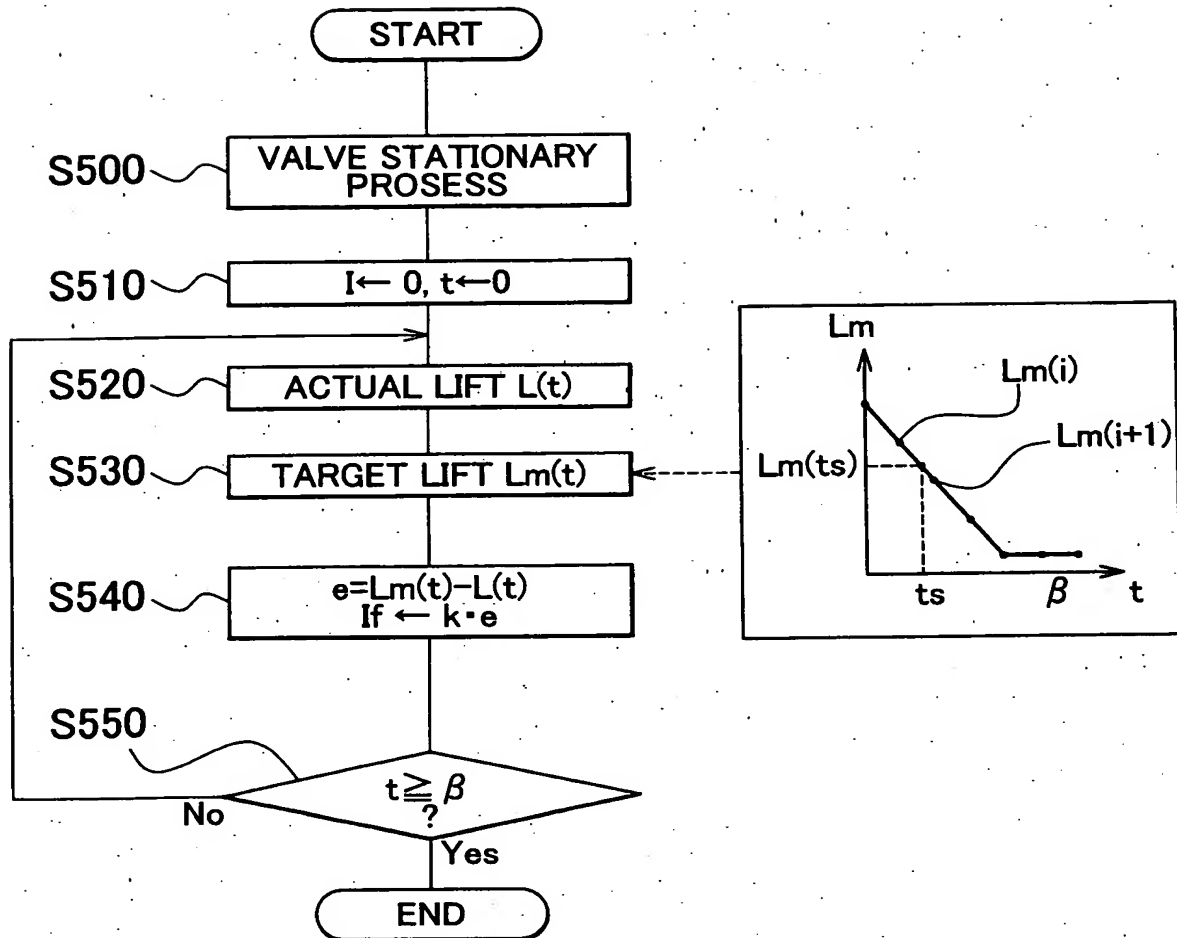 START
S500
VALVE STATIONARY
PROSESS
S510
I← 0, t←0
S520
ACTUAL LIFT L(t)
S530
TARGET LIFT Lm(t)
S540
e=Lm(t)-L(t)
If ← k・e
S550
t≧β
?
No
Yes
END
Lm
Lm(i)
Lm(i+1)
Lm(ts)
ts
β
t